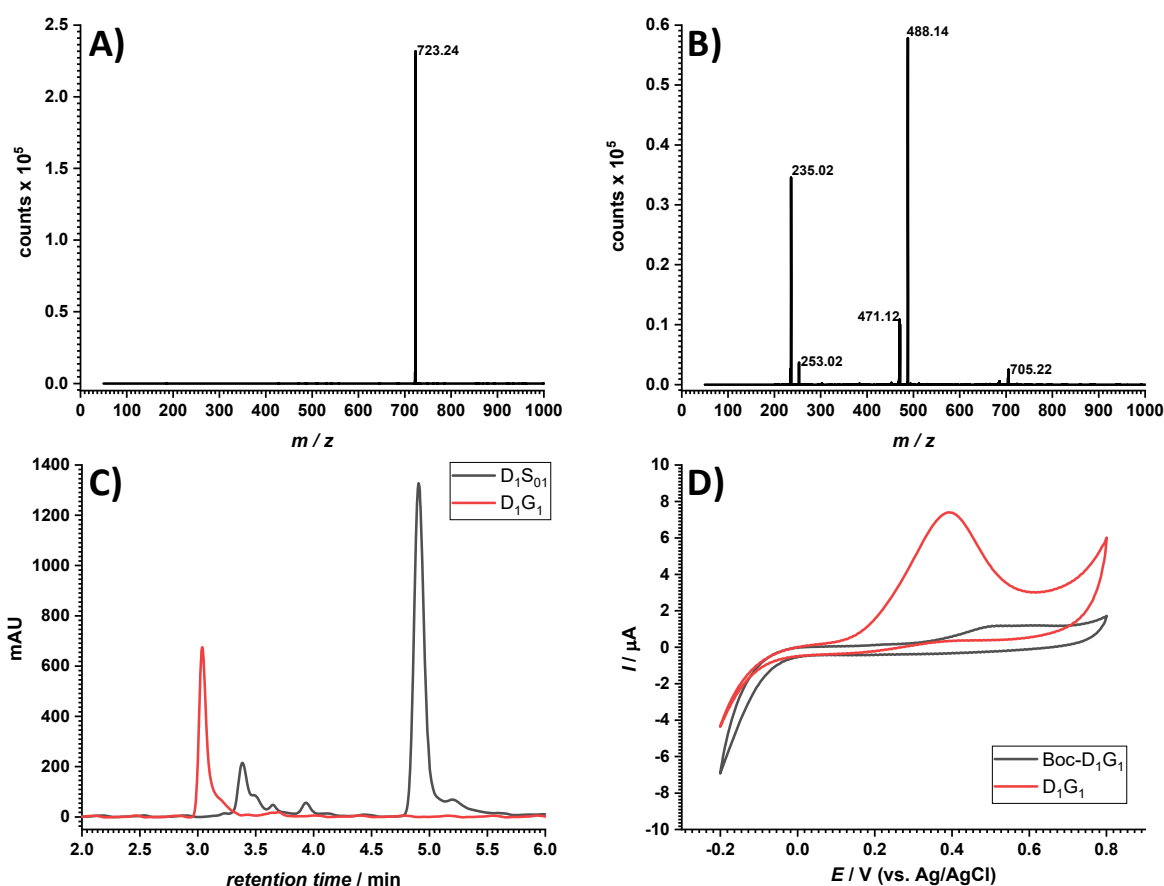 A)
723.24
2.5
2.0
1.5
1.0
0.5
0.0
counts x 10⁵
0 100 200 300 400 500 600 700 800 900 1000
m / z
B)
488.14
235.02
471.12
253.02
705.22
0.6
0.5
0.4
0.3
0.2
0.1
0.0
counts x 10⁵
0 100 200 300 400 500 600 700 800 900 1000
m / z
C)
D₁S₀₁
D₁G₁
1400
1200
1000
800
600
400
200
0
mAU
2.0 2.5 3.0 3.5 4.0 4.5 5.0 5.5 6.0
retention time / min
D)
10
8
6
4
2
0
-2
-4
-6
-8
-10
I / µA
Boc-D₁G₁
D₁G₁
-0.2 0.0 0.2 0.4 0.6 0.8
E / V (vs. Ag/AgCl)